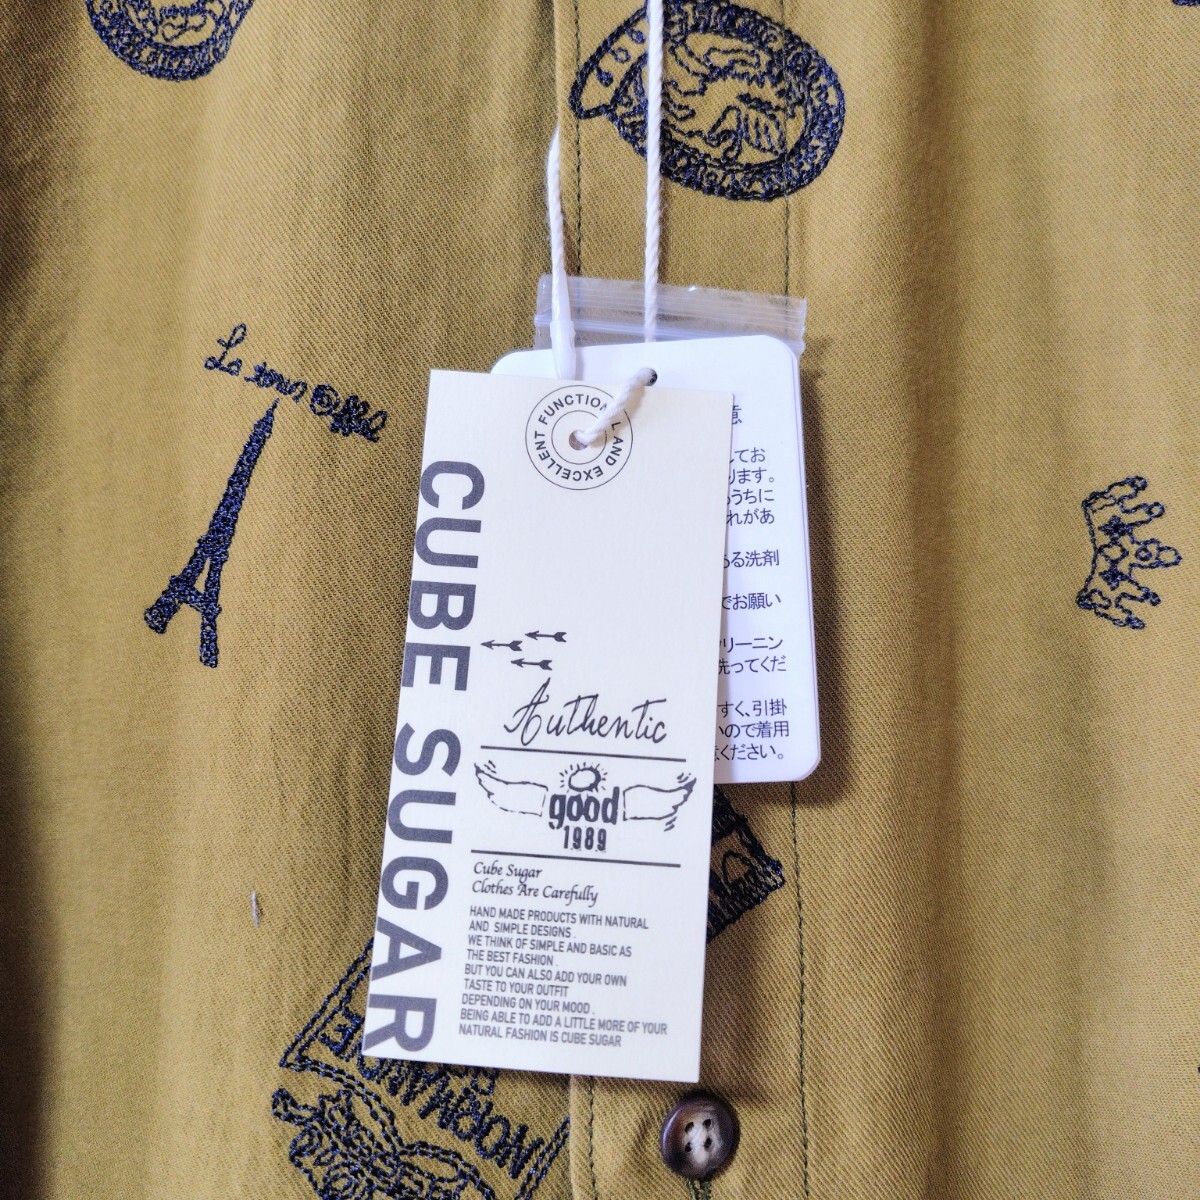 FUNCTION
AND EXCELLENT
CUBE SUGAR
Authentic
good
1989
Cube Sugar
Clothes Are Carefully
HAND MADE PRODUCTS WITH NATURAL
AND SIMPLE DESIGNS .
WE THINK OF SIMPLE AND BASIC AS
THE BEST FASHION .
BUT YOU CAN ALSO ADD YOUR OWN
TASTE TO YOUR OUTFIT
DEPENDING ON YOUR MOOD .
BEING ABLE TO ADD A LITTLE MORE OF YOUR
NATURAL FASHION IS CUBE SUGAR
意
てお
ります。
うちに
れがあ
ある洗剤
でお願い
リーニン
洗ってくだ
すく、引掛
いので着用
ください。